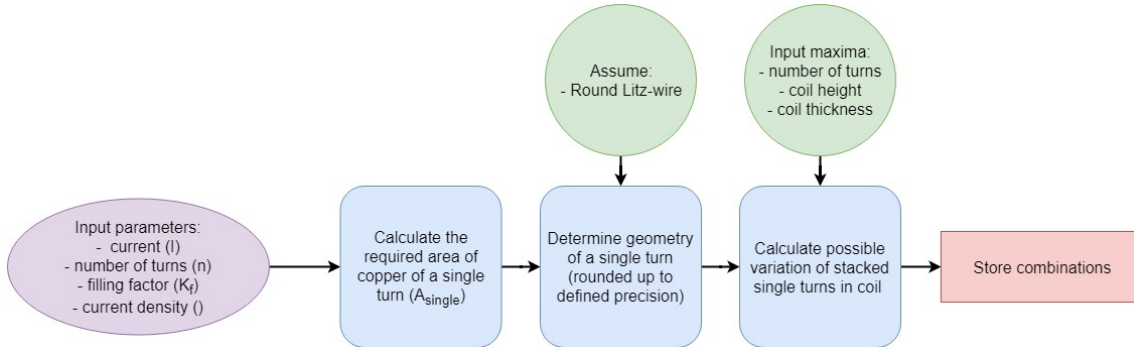 Input parameters:
- current (I)
- number of turns (n)
- filling factor (Kf)
- current density ()
Calculate the
required area of
copper of a single
turn (Asingle)
Assume:
- Round Litz-wire
Determine geometry
of a single turn
(rounded up to
defined precision)
Input maxima:
- number of turns
- coil height
- coil thickness
Calculate possible
variation of stacked
single turns in coil
Store combinations